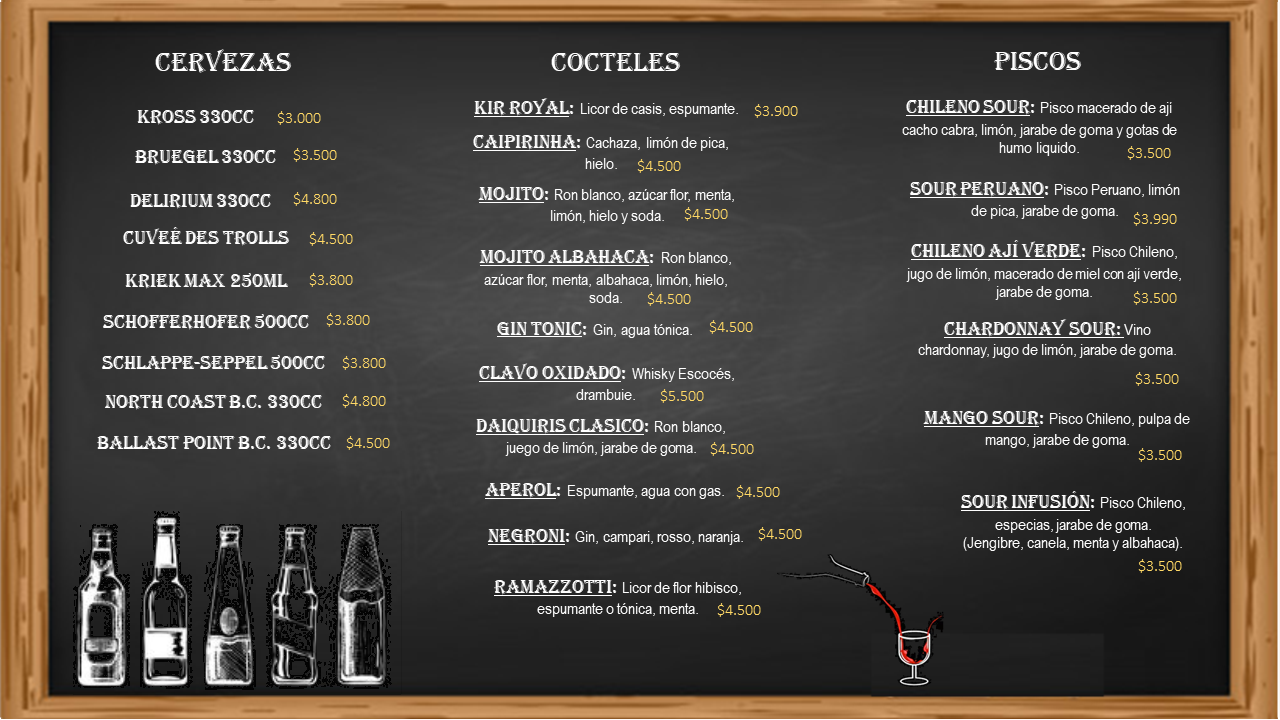 CERVEZAS
KROSS 330CC $3.000
BRUEGEL 330CC $3.500
DELIRIUM 330CC $4.800
CUVEÉ DES TROLLS $4.500
KRIEK MAX 250ML $3.800
SCHOFFERHOFER 500CC $3.800
SCHLAPPE-SEPPEL 500CC $3.800
NORTH COAST B.C. 330CC $4.800
BALLAST POINT B.C. 330CC $4.500
COCTELES
KIR ROYAL: Licor de casis, espumante. $3.900
CAIPIRINHA: Cachaza, limón de pica,
hielo. $4.500
MOJITO: Ron blanco, azúcar flor, menta,
limón, hielo y soda. $4.500
MOJITO ALBAHACA: Ron blanco,
azúcar flor, menta, albahaca, limón, hielo,
soda. $4.500
GIN TONIC: Gin, agua tónica. $4.500
CLAVO OXIDADO: Whisky Escocés,
drambuie. $5.500
DAIQUIRIS CLASICO: Ron blanco,
juego de limón, jarabe de goma. $4.500
APEROL: Espumante, agua con gas. $4.500
NEGRONI: Gin, campari, rosso, naranja. $4.500
RAMAZZOTTI: Licor de flor hibisco,
espumante o tónica, menta. $4.500
PISCOS
CHILENO SOUR: Pisco macerado de ají
cacho cabra, limón, jarabe de goma y gotas de
humo liquido. $3.500
SOUR PERUANO: Pisco Peruano, limón
de pica, jarabe de goma. $3.990
CHILENO AJÍ VERDE: Pisco Chileno,
jugo de limón, macerado de miel con ají verde,
jarabe de goma. $3.500
CHARDONNAY SOUR: Vino
chardonnay, jugo de limón, jarabe de goma.
$3.500
MANGO SOUR: Pisco Chileno, pulpa de
mango, jarabe de goma.
$3.500
SOUR INFUSIÓN: Pisco Chileno,
especias, jarabe de goma.
(Jengibre, canela, menta y albahaca).
$3.500